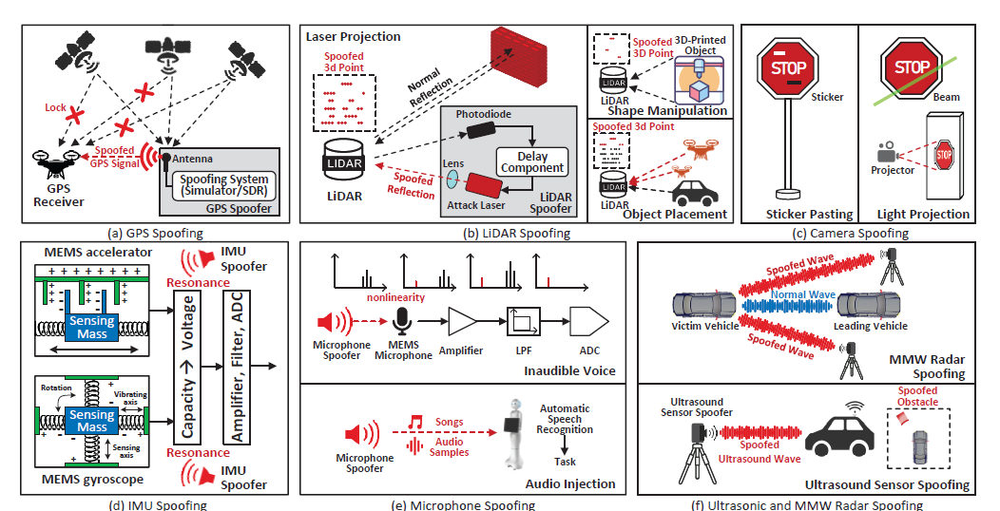 Lock
Spoofed
GPS Signal
GPS
Receiver
Antenna
Spoofing System
(Simulator/SDR)
GPS Spoofer
(a) GPS Spoofing
Laser Projection
Spoofed
3d Point
Normal
Reflection
LiDAR
LiDAR
Spoofed
Reflection
Photodiode
Delay
Component
Lens
Attack Laser
LiDAR
Spoofer
Spoofed
3D Point
3D-Printed
Object
LiDAR
LiDAR
Shape Manipulation
Spoofed 3d Point
LiDAR
LiDAR
Object Placement
(b) LiDAR Spoofing
STOP
Sticker
Sticker Pasting
STOP
Beam
Projector
STOP
Light Projection
(c) Camera Spoofing
MEMS accelerator
+ + + + + + + +
+ + + + + +
- - - -
Sensing
Mass
Rotation
Vibrating
axis
Sensing
Mass
Sensing
axis
MEMS gyroscope
IMU
Spoofer
Resonance
Capacity → Voltage
Amplifier, Filter, ADC
Resonance
IMU
Spoofer
(d) IMU Spoofing
nonlinearity
Microphone
Spoofer
MEMS
Microphone
Amplifier
LPF
ADC
Inaudible Voice
Microphone
Spoofer
Songs
Audio
Samples
Automatic
Speech
Recognition
Task
Audio Injection
(e) Microphone Spoofing
Spoofed Wave
Normal Wave
Spoofed Wave
Victim Vehicle
Leading Vehicle
MMW Radar
Spoofing
Ultrasound
Sensor Spoofer
Spoofed
Ultrasound Wave
Spoofed
Obstacle
Ultrasound Sensor Spoofing
(f) Ultrasonic and MMW Radar Spoofing